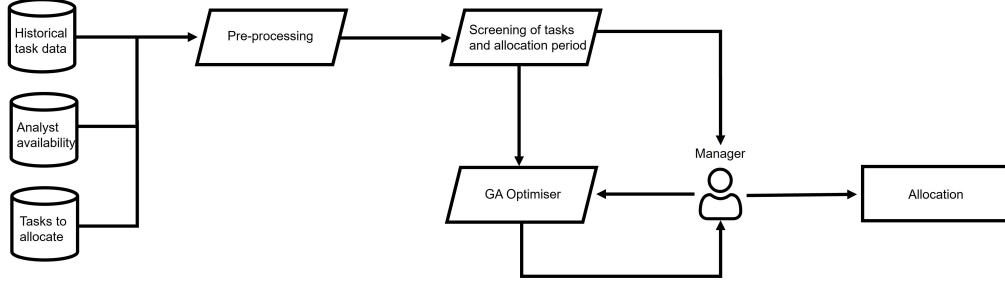 Historical
task data
Pre-processing
Screening of tasks
and allocation period
Analyst
availability
Manager
Tasks to
allocate
GA Optimiser
Allocation